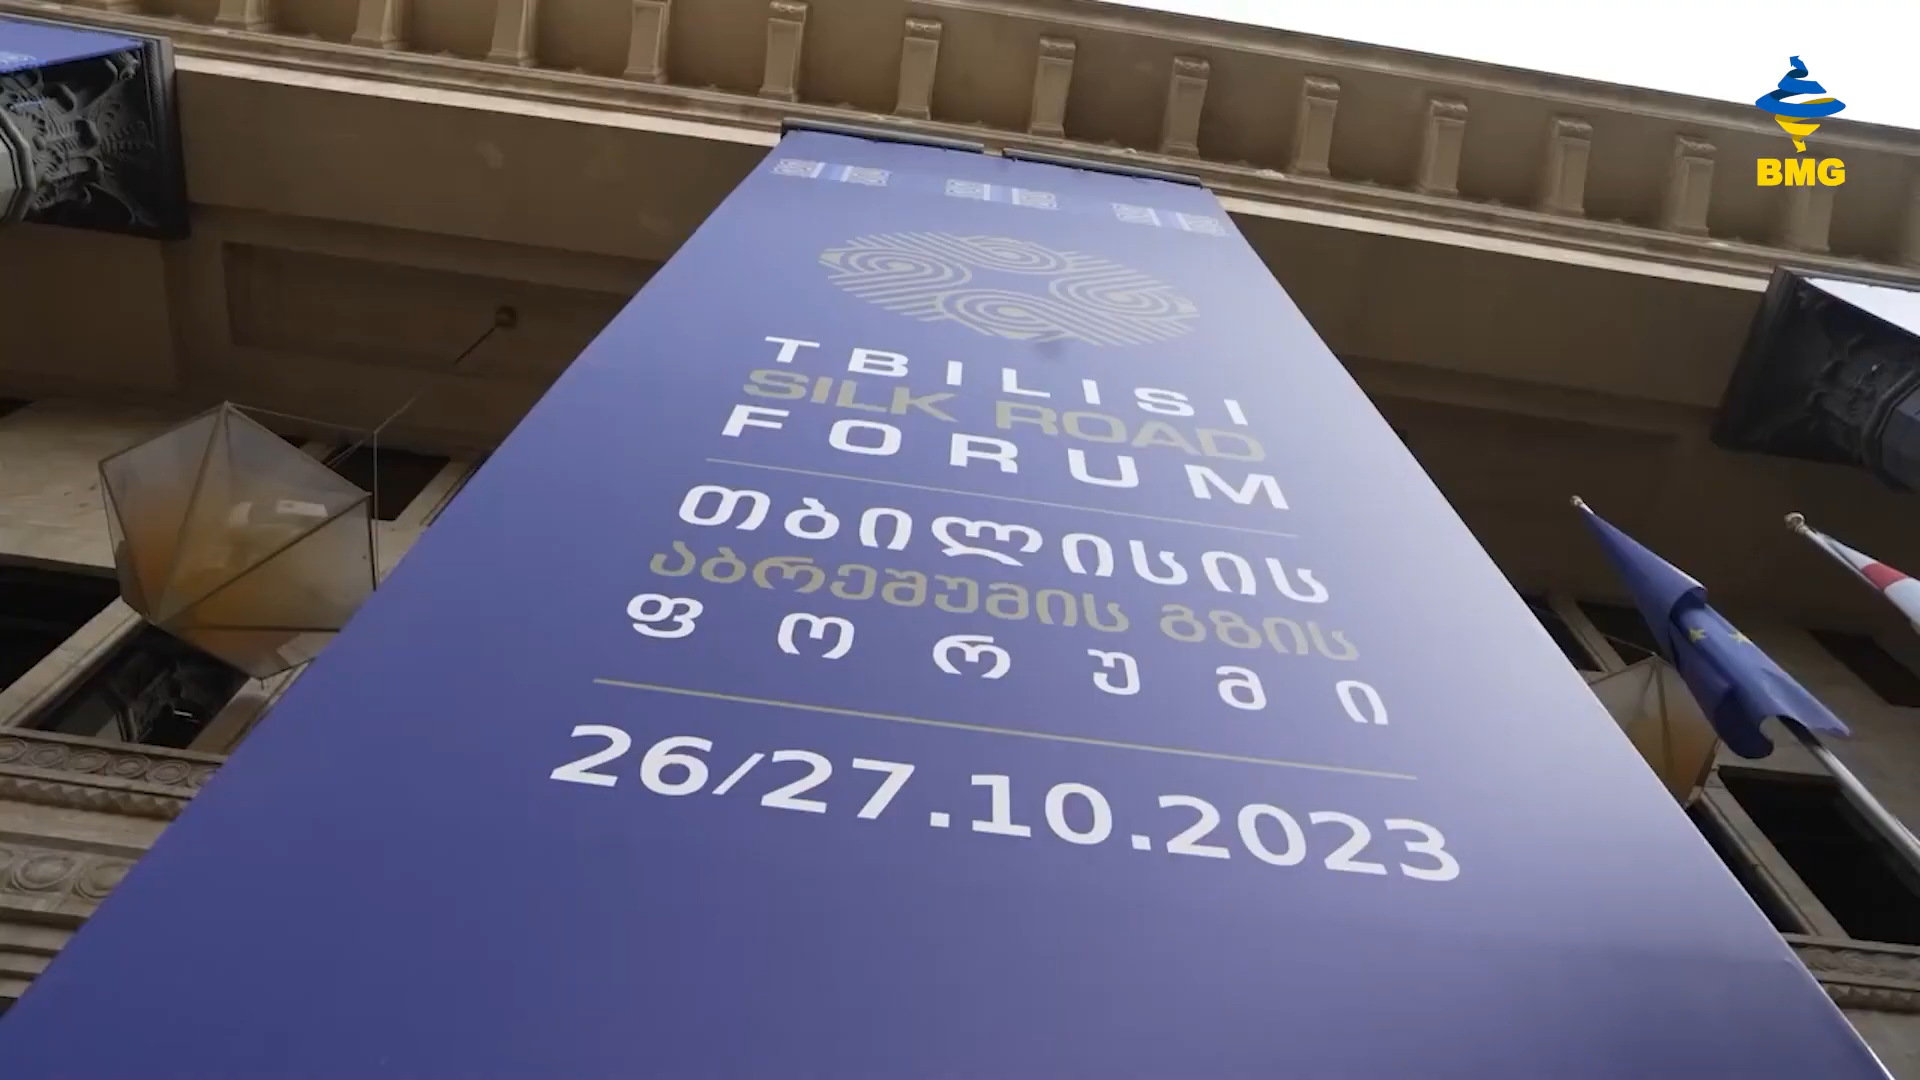 TBILISI
SILK ROAD
FORUM
თბილისის
აბრეშუმის გზის
ფორუმი
26/27.10.2023
BMG